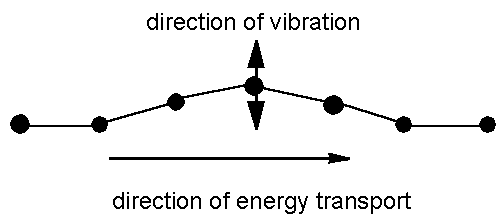 direction of vibration
direction of energy transport